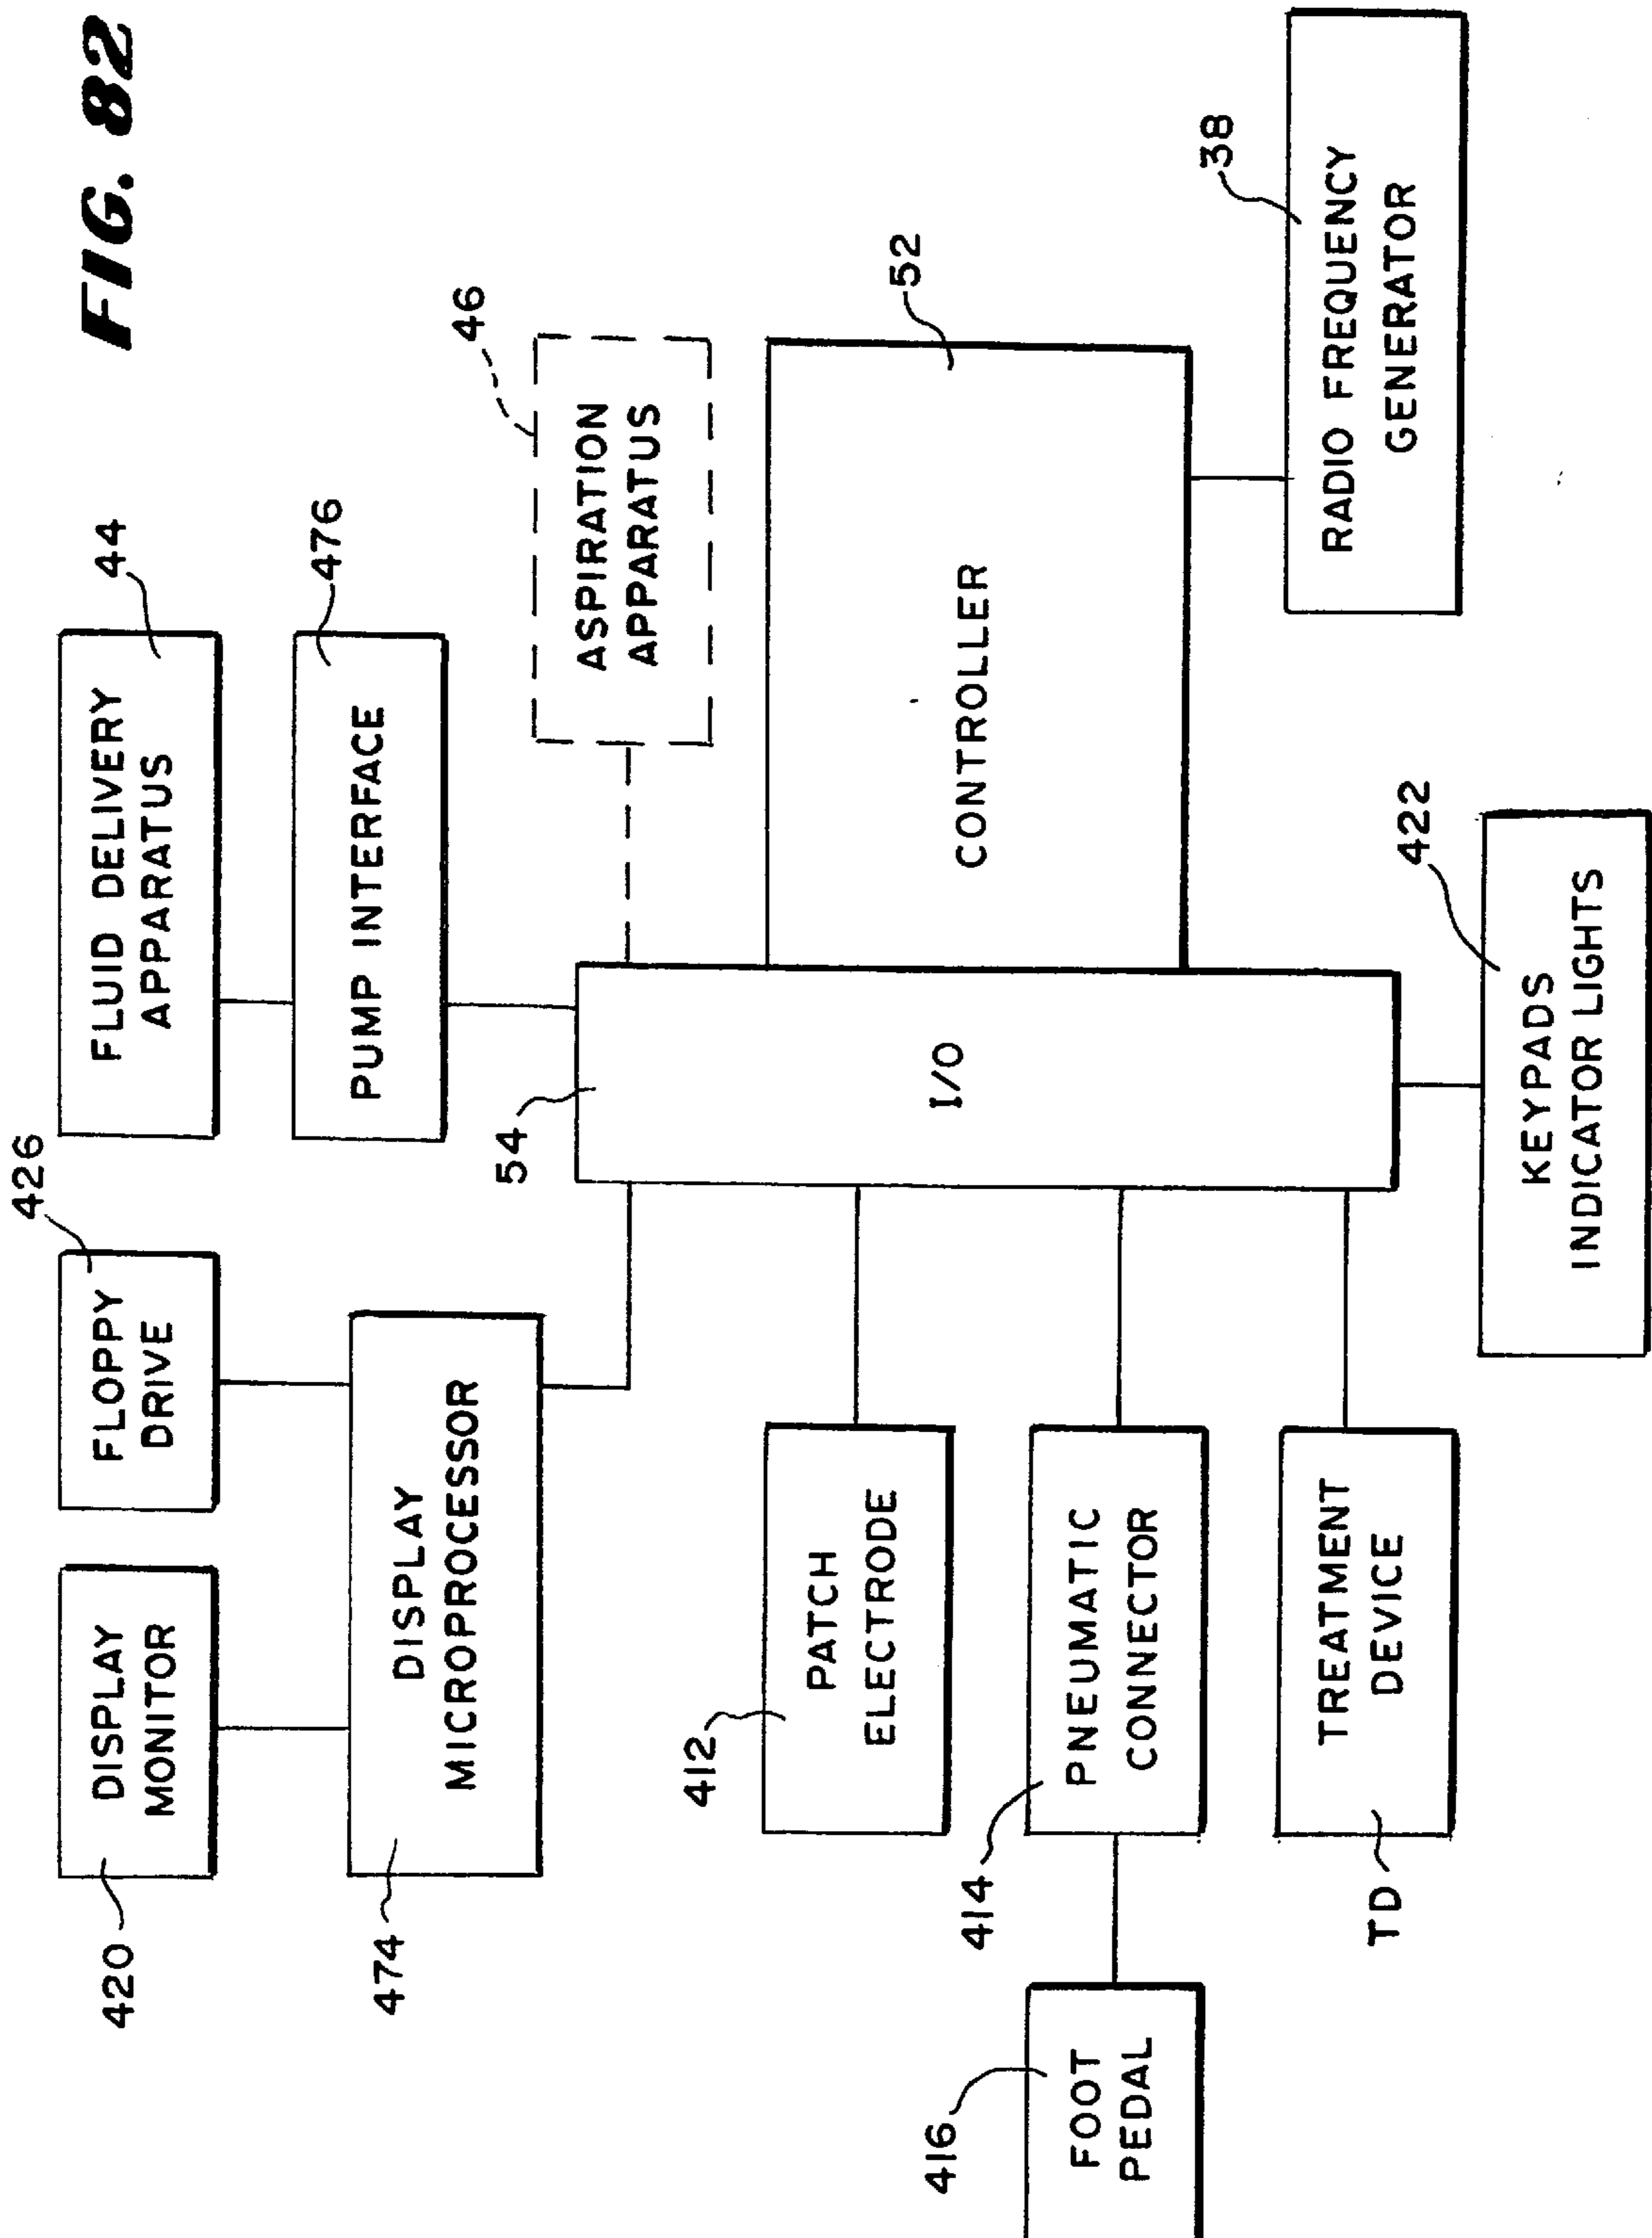 FIG. 82
420
DISPLAY
MONITOR
426
FLOPPY
DRIVE
44
FLUID DELIVERY
APPARATUS
474
DISPLAY
MICROPROCESSOR
476
PUMP INTERFACE
46
ASPIRATION
APPARATUS
54
I/O
52
CONTROLLER
412
PATCH
ELECTRODE
416
FOOT
PEDAL
414
PNEUMATIC
CONNECTOR
TD
TREATMENT
DEVICE
38
RADIO FREQUENCY
GENERATOR
422
KEYPADS
INDICATOR LIGHTS